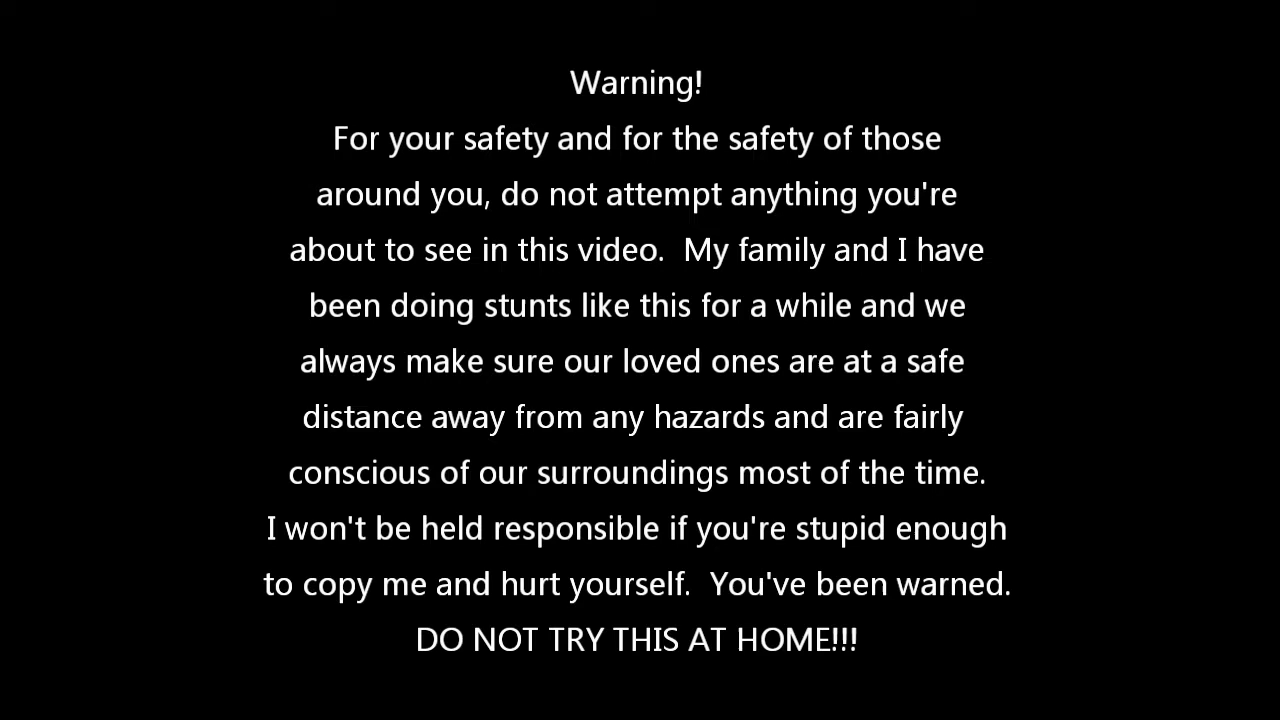 Warning!
For your safety and for the safety of those
around you, do not attempt anything you're
about to see in this video.  My family and I have
been doing stunts like this for a while and we
always make sure our loved ones are at a safe
distance away from any hazards and are fairly
conscious of our surroundings most of the time.
I won't be held responsible if you're stupid enough
to copy me and hurt yourself.  You've been warned.
DO NOT TRY THIS AT HOME!!!